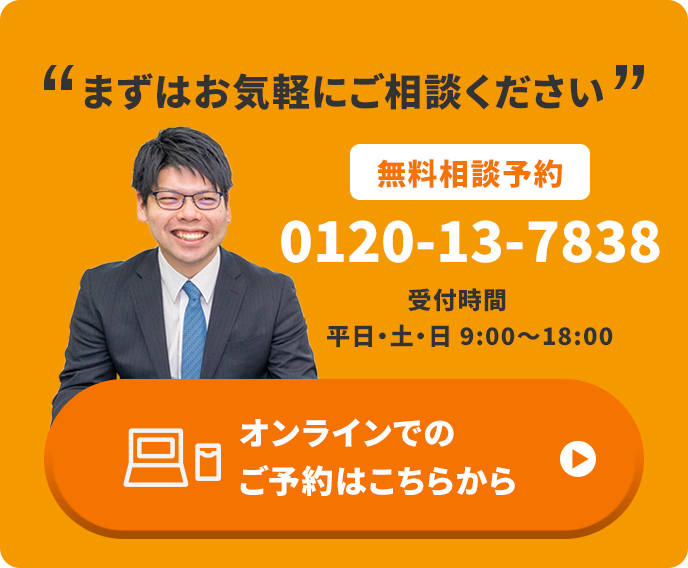 “まずはお気軽にご相談ください”
無料相談予約
0120-13-7838
受付時間
平日・土・日 9:00〜18:00
オンラインでの
ご予約はこちらから